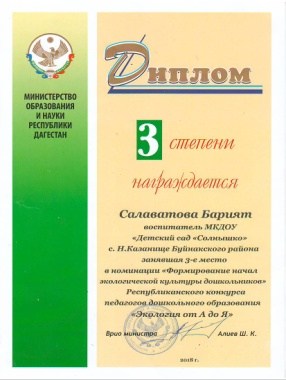 МИНИСТЕРСТВО
ОБРАЗОВАНИЯ
И НАУКИ
РЕСПУБЛИКИ
ДАГЕСТАН
Диплом
3 степени
награждается
Салаватова Барият
воспитатель МКДОУ
«Детский сад «Солнышко»
с. Н.Казанище Буйнакского района
занявшая 3-е место
в номинации «Формирование начал
экологической культуры дошкольников»
Республиканского конкурса
педагогов дошкольного образования
«Экология от А до Я»
Врио министра Алиев Ш. К.
2018 г.